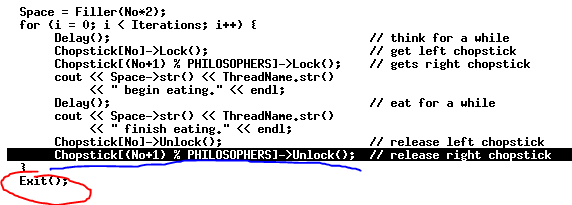 Space = Filler(No*2);
for (i = 0; i < Iterations; i++) {
     Delay();                              // think for a while
     Chopstick[No]->Lock();                // get left chopstick
     Chopstick[(No+1) % PHILOSOPHERS]->Lock();    // gets right chopstick
     cout << Space->str() << ThreadName.str()
          << " begin eating." << endl;
     Delay();                              // eat for a while
     cout << Space->str() << ThreadName.str()
          << " finish eating." << endl;
     Chopstick[No]->Unlock();              // release left chopstick
     Chopstick[(No+1) % PHILOSOPHERS]->Unlock();  // release right chopstick
}
Exit();